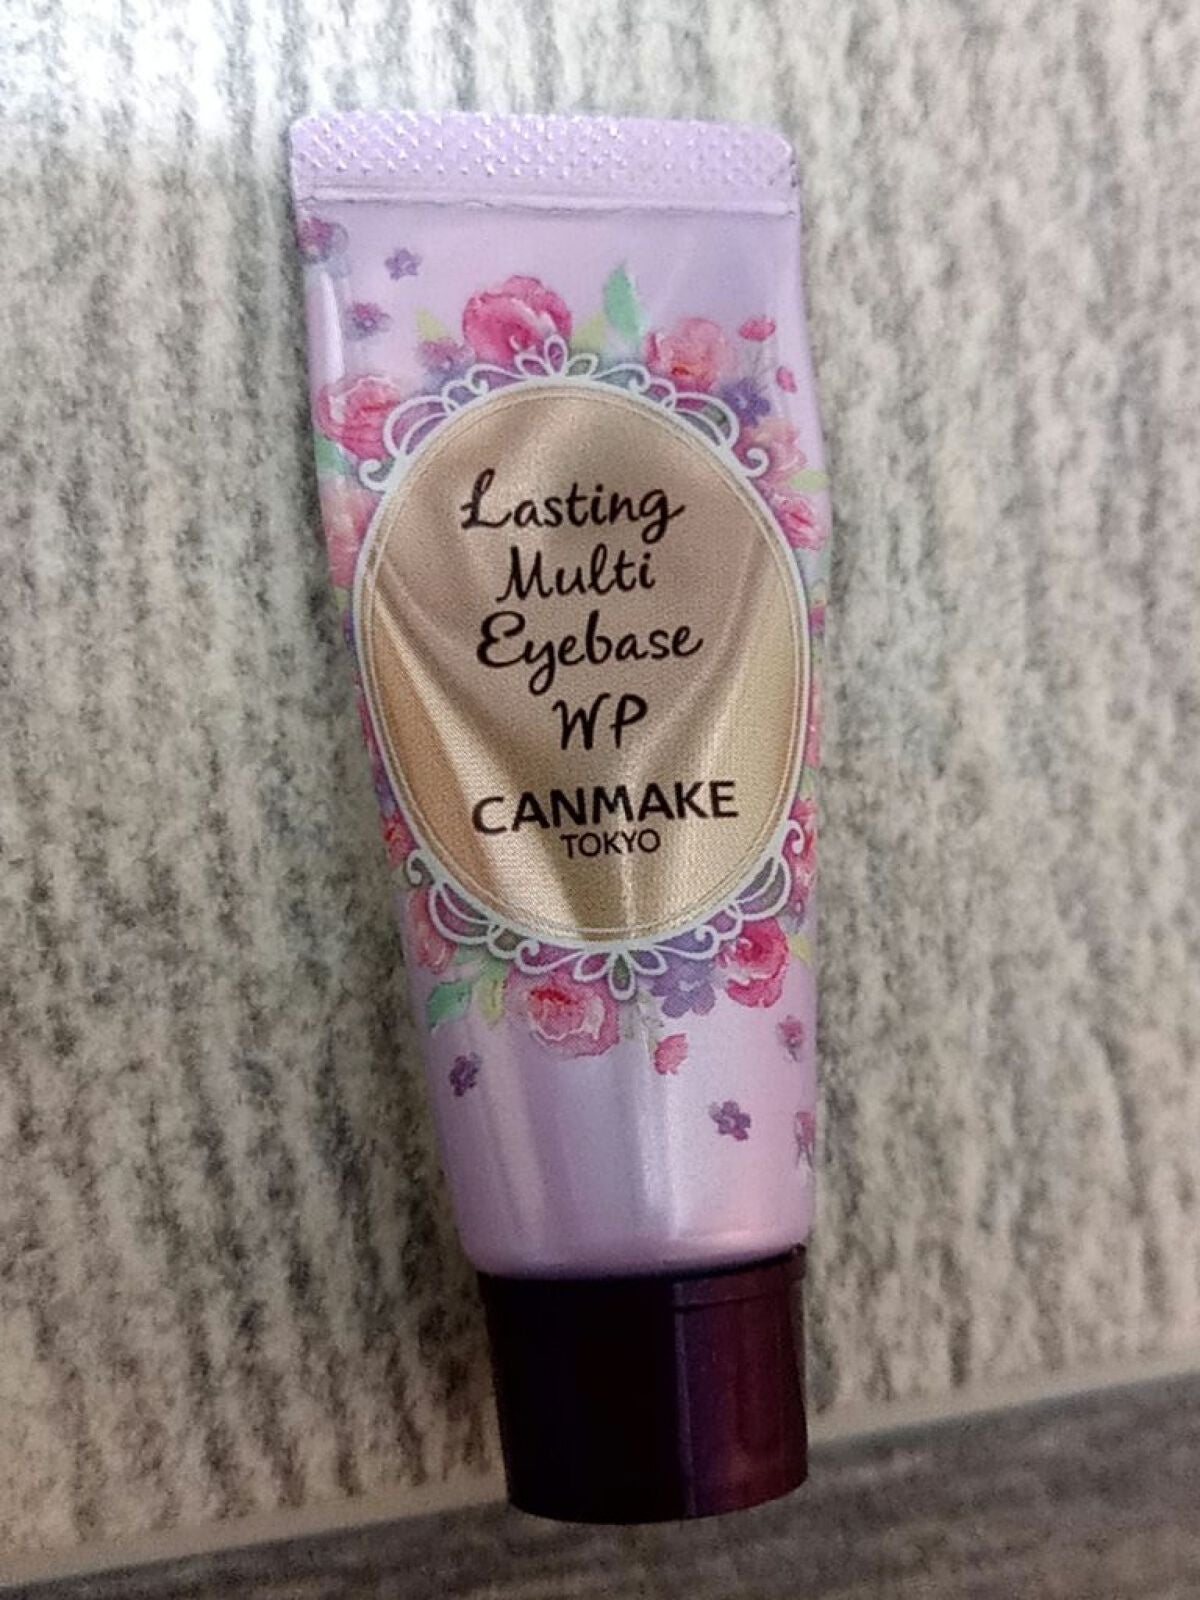 Lasting
Multi
Eyebase
WP
CANMAKE
TOKYO